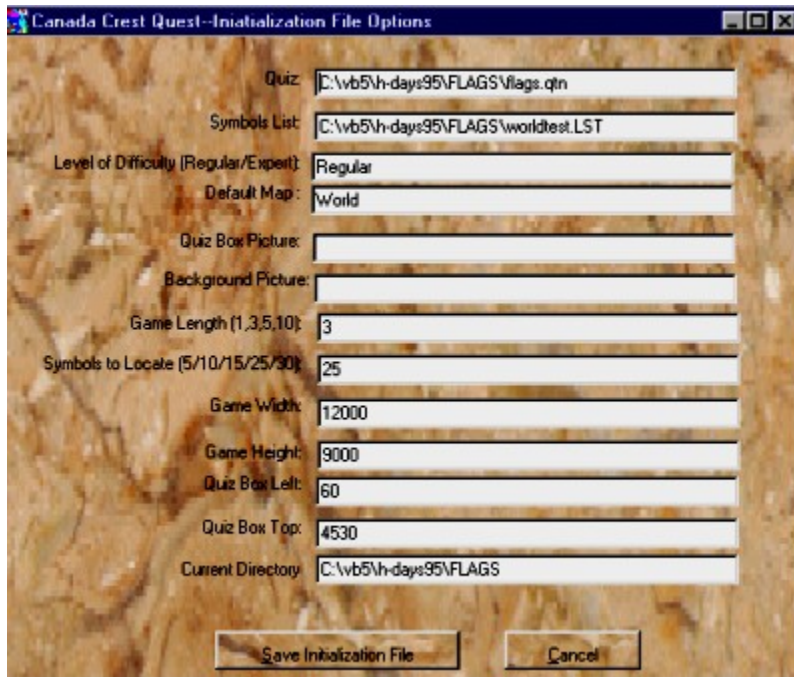 Canada Crest Quest--Iniatialization File Options
Quiz: C:\vb5\h-days95\FLAGS\flags.qtn
Symbols List: C:\vb5\h-days95\FLAGS\worldtest.LST
Level of Difficulty (Regular/Expert): Regular
Default Map : World
Quiz Box Picture:
Background Picture:
Game Length (1,3,5,10): 3
Symbols to Locate (5/10/15/25/30): 25
Game Width: 12000
Game Height: 9000
Quiz Box Left: 60
Quiz Box Top: 4530
Current Directory C:\vb5\h-days95\FLAGS
Save Initialization File Cancel